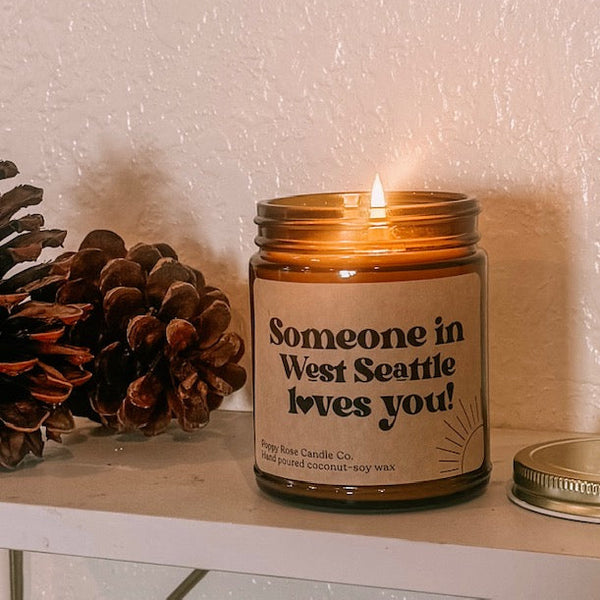 Someone in
West Seattle
loves you!
Poppy Rose Candle Co.
Hand poured coconut-soy wax